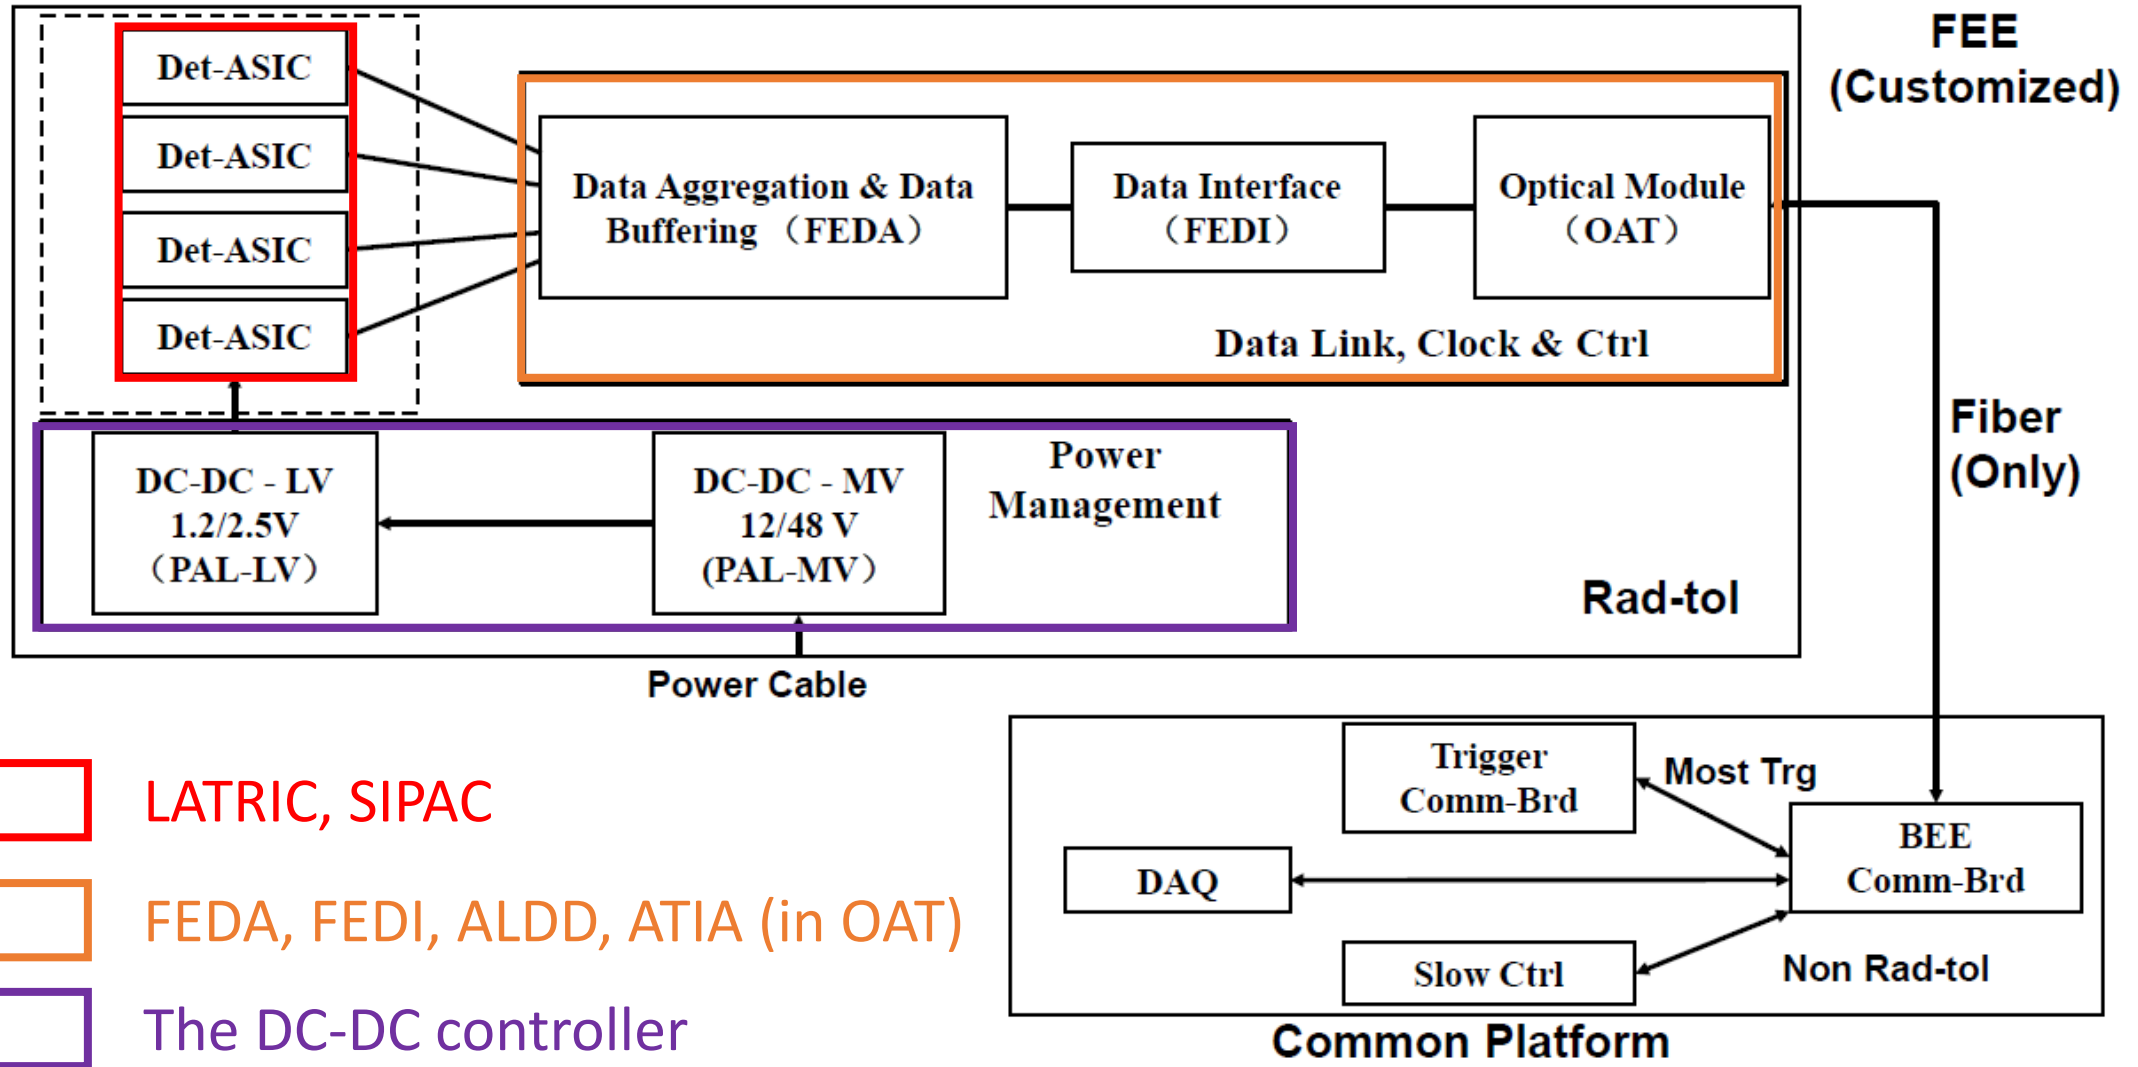 Det-ASIC
Det-ASIC
Det-ASIC
Det-ASIC
Data Aggregation & Data
Buffering （FEDA）
Data Interface
（FEDI）
Optical Module
（OAT）
Data Link, Clock & Ctrl
FEE
(Customized)
DC-DC - LV
1.2/2.5V
（PAL-LV）
DC-DC - MV
12/48 V
(PAL-MV）
Power
Management
Rad-tol
Fiber
(Only)
Power Cable
LATRIC, SIPAC
FEDA, FEDI, ALDD, ATIA (in OAT)
The DC-DC controller
Trigger
Comm-Brd
Most Trg
DAQ
BEE
Comm-Brd
Slow Ctrl
Non Rad-tol
Common Platform